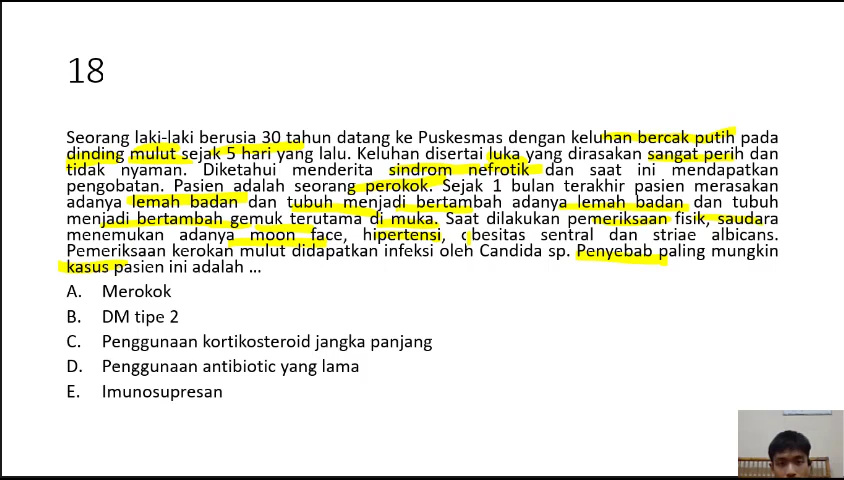 18
Seorang laki-laki berusia 30 tahun datang ke Puskesmas dengan keluhan bercak putih pada
dinding mulut sejak 5 hari yang lalu. Keluhan disertai luka yang dirasakan sangat perih dan
tidak nyaman. Diketahui menderita sindrom nefrotik dan saat ini mendapatkan
pengobatan. Pasien adalah seorang perokok. Sejak 1 bulan terakhir pasien merasakan
adanya lemah badan dan tubuh menjadi bertambah adanya lemah badan dan tubuh
menjadi bertambah gemuk terutama di muka. Saat dilakukan pemeriksaan fisik, saudara
menemukan adanya moon face, hipertensi, obesitas sentral dan striae albicans.
Pemeriksaan kerokan mulut didapatkan infeksi oleh Candida sp. Penyebab paling mungkin
kasus pasien ini adalah ...
A. Merokok
B. DM tipe 2
C. Penggunaan kortikosteroid jangka panjang
D. Penggunaan antibiotic yang lama
E. Imunosupresan